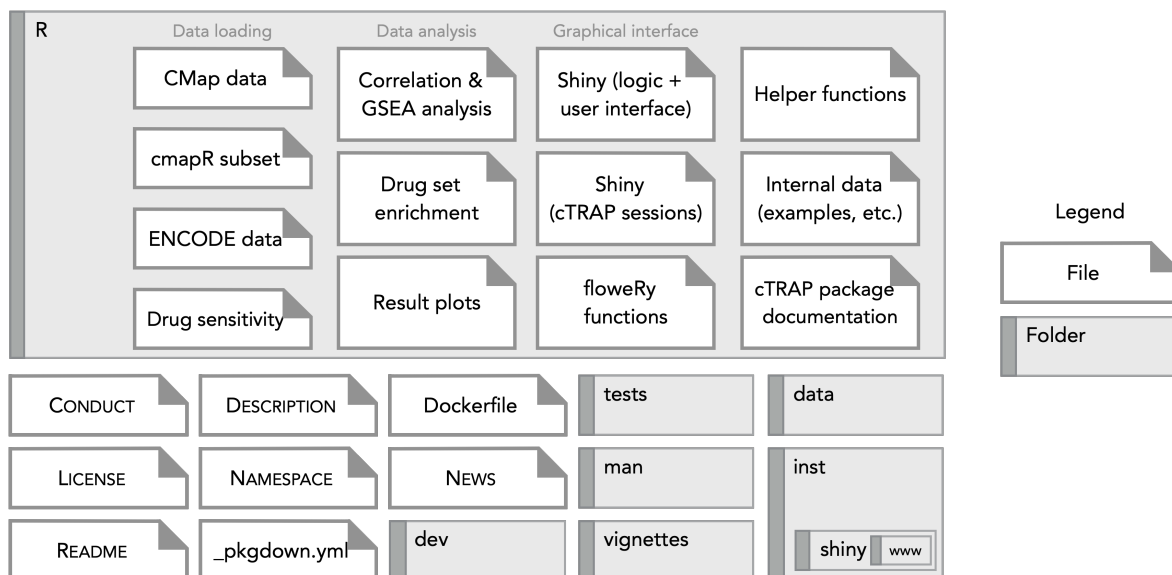 R
Data loading
Data analysis
Graphical interface
CMap data
cmapR subset
ENCODE data
Drug sensitivity
Correlation &
GSEA analysis
Drug set
enrichment
Result plots
Shiny (logic +
user interface)
Shiny
(cTRAP sessions)
floweRy
functions
Helper functions
Internal data
(examples, etc.)
cTRAP package
documentation
Legend
File
Folder
CONDUCT
DESCRIPTION
Dockerfile
tests
data
LICENSE
NAMESPACE
NEWS
man
inst
README
_pkgdown.yml
dev
vignettes
shiny
www